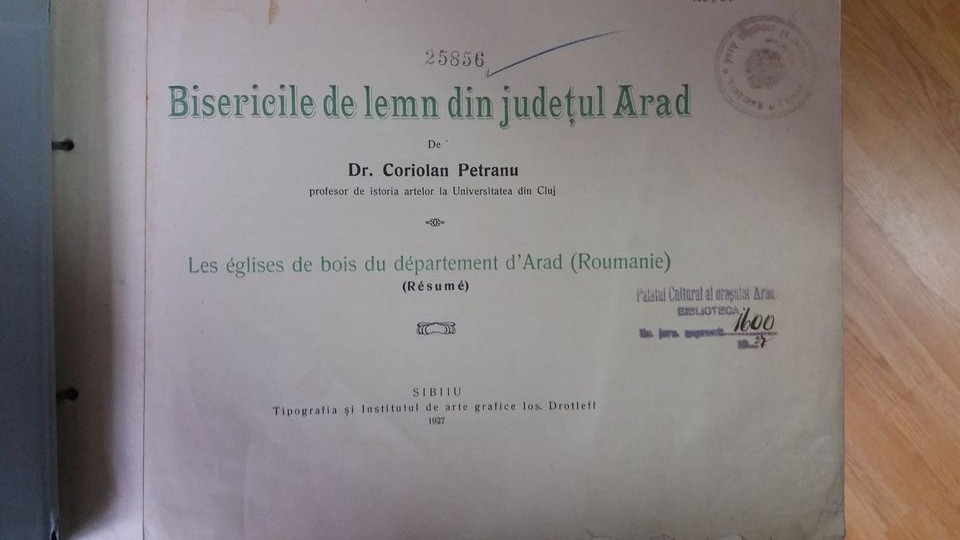 25856
Bisericile de lemn din județul Arad
De
Dr. Coriolan Petranu
profesor de istoria artelor la Universitatea din Cluj
Les églises de bois du département d'Arad (Roumanie)
(Résumé)
Palatul Cultural al orașului Arad
BIBLIOTECA
1600
1927
SIBIIU
Tipografia și Institutul de arte grafice Ios. Drotleff
1927